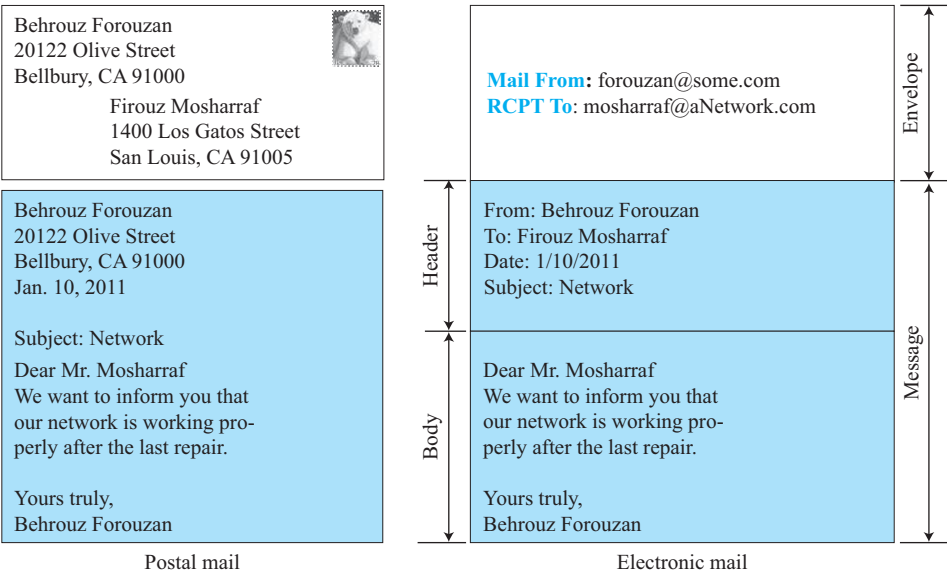 Behrouz Forouzan
20122 Olive Street
Bellbury, CA 91000
Firouz Mosharraf
1400 Los Gatos Street
San Louis, CA 91005
Behrouz Forouzan
20122 Olive Street
Bellbury, CA 91000
Jan. 10, 2011
Subject: Network
Dear Mr. Mosharraf
We want to inform you that
our network is working pro-
perly after the last repair.
Yours truly,
Behrouz Forouzan
Postal mail
Mail From: forouzan@some.com
RCPT To: mosharraf@aNetwork.com
Envelope
Header
From: Behrouz Forouzan
To: Firouz Mosharraf
Date: 1/10/2011
Subject: Network
Body
Dear Mr. Mosharraf
We want to inform you that
our network is working pro-
perly after the last repair.
Yours truly,
Behrouz Forouzan
Message
Electronic mail